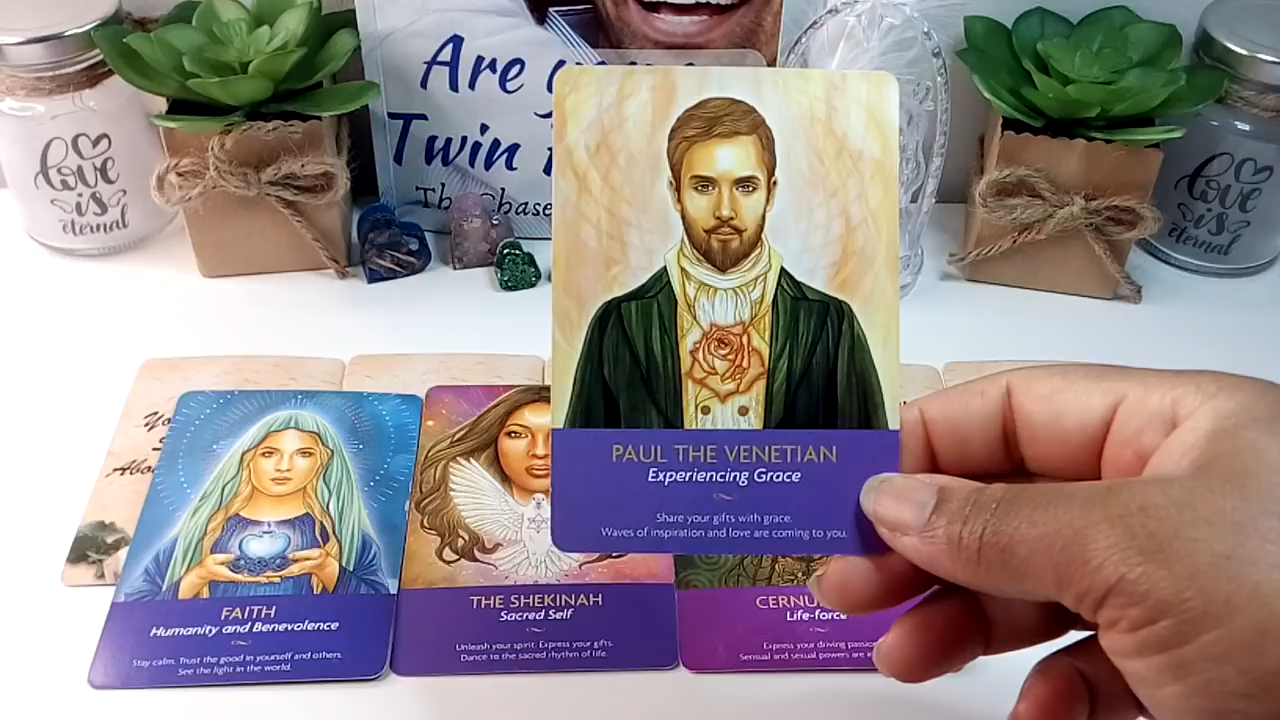 Are
Twin
The Chase
love
is
eternal
love
is
eternal
PAUL THE VENETIAN
Experiencing Grace
Share your gifts with grace.
Waves of inspiration and love are coming to you.
FAITH
Humanity and Benevolence
Stay calm. Trust the good in yourself and others.
See the light in the world.
THE SHEKINAH
Sacred Self
Unleash your spirit. Express your gifts.
Dance to the sacred rhythm of life.
Life-force
Express your driving
Sensual and sexual powers are